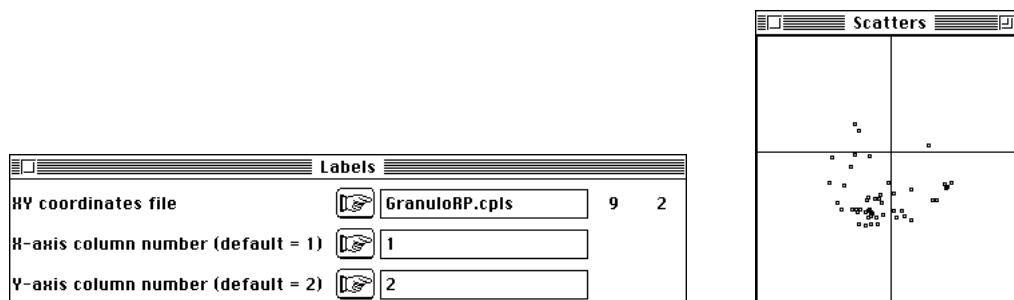 Scatters
Labels
XY coordinates file GranuloRP.cpls 9 2
X-axis column number (default = 1) 1
Y-axis column number (default = 2) 2